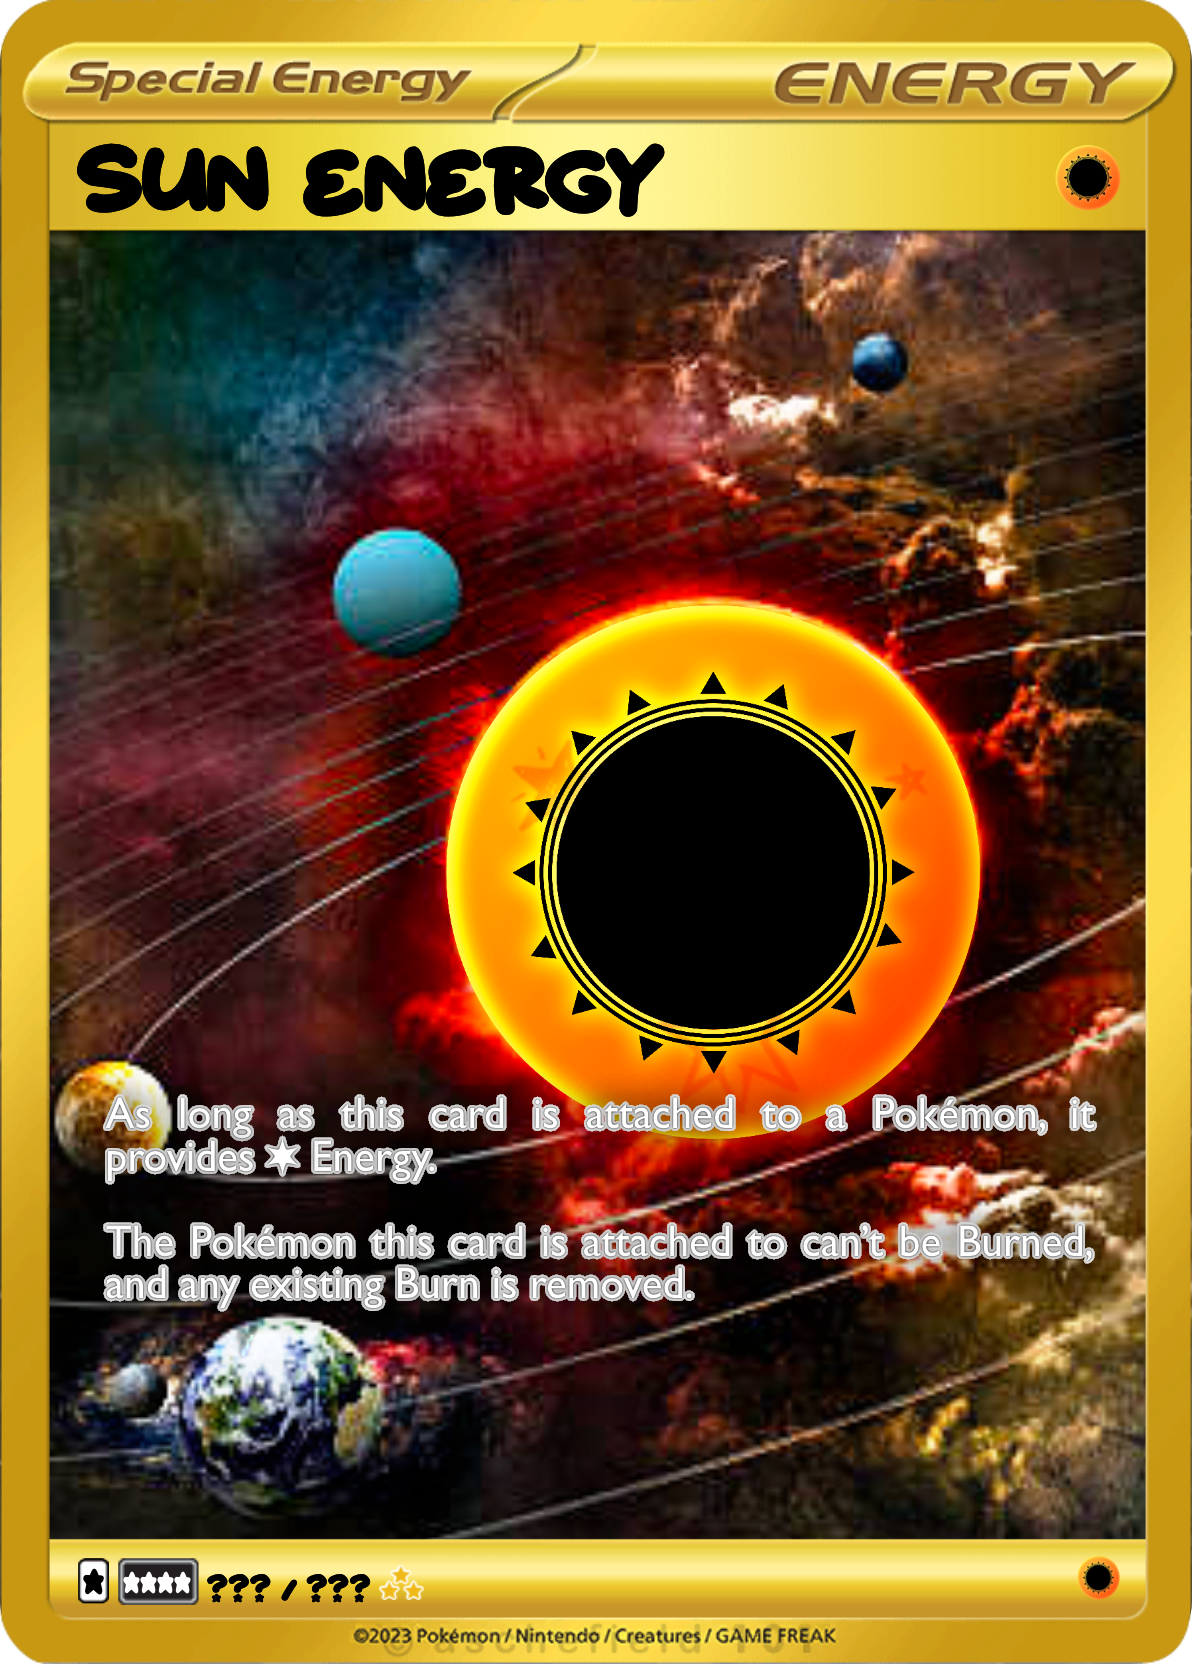 Special Energy
ENERGY
SUN ENERGY
As long as this card is attached to a Pokémon, it
provides Energy.
The Pokémon this card is attached to can't be Burned,
and any existing Burn is removed.
??? / ???
©2023 Pokémon / Nintendo / Creatures / GAME FREAK